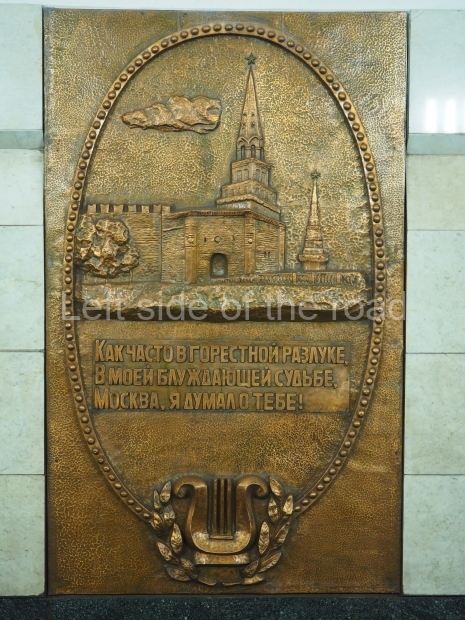 Left side of the road
Как часто в горестной разлуке,
В моей блуждающей судьбе,
Москва, я думал о тебе!